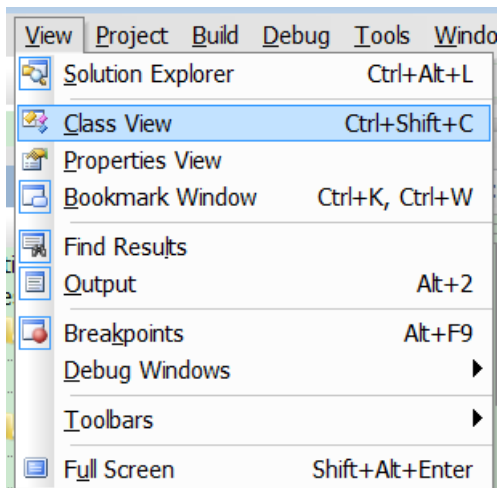 View Project Build Debug Tools Windo
Solution Explorer Ctrl+Alt+L
Class View Ctrl+Shift+C
Properties View
Bookmark Window Ctrl+K, Ctrl+W
Find Results
Output Alt+2
Breakpoints Alt+F9
Debug Windows
Toolbars
Full Screen Shift+Alt+Enter